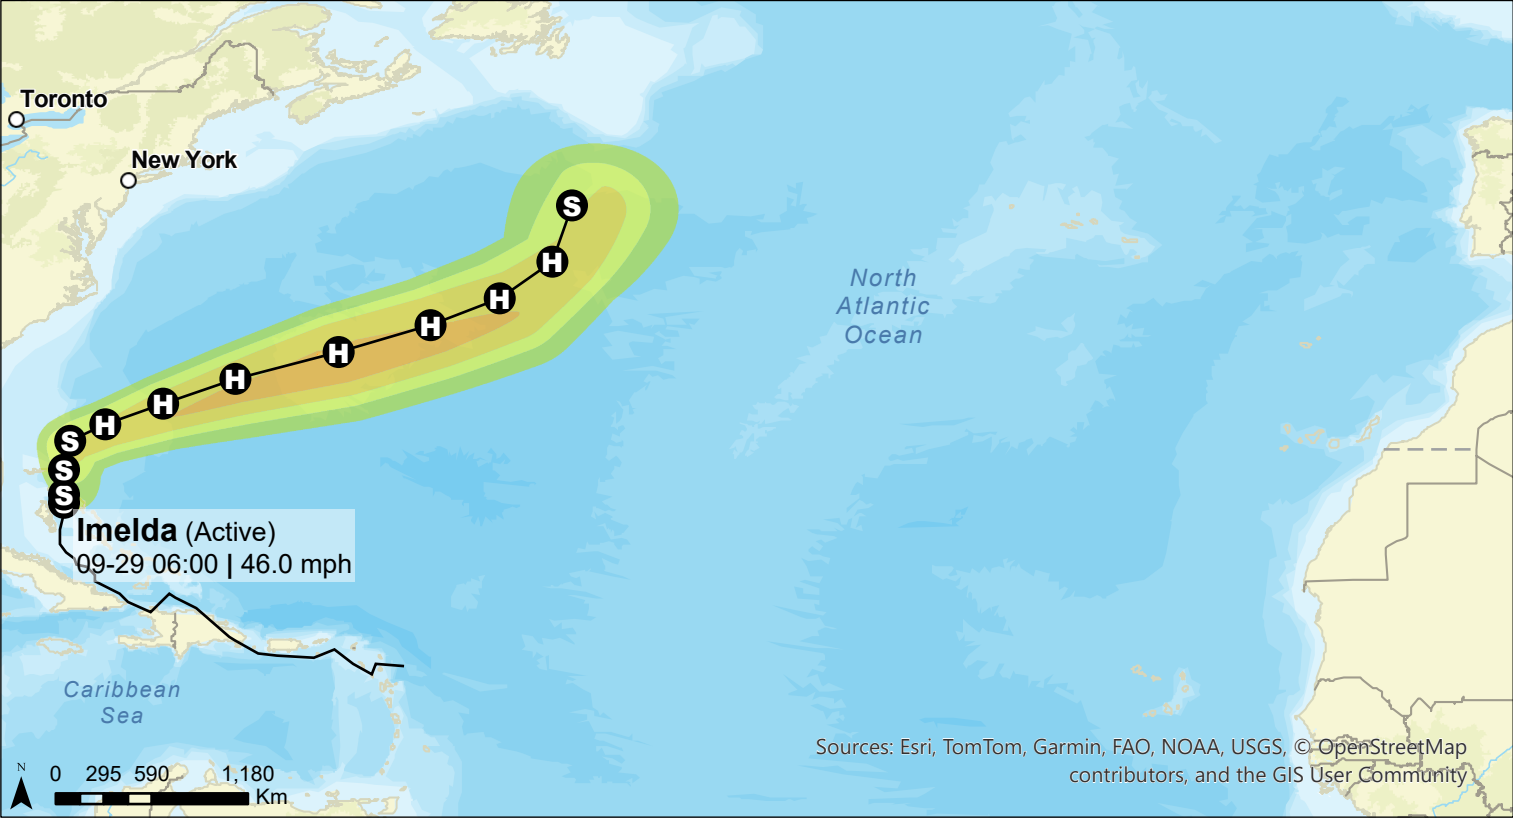 Toronto
New York
S
H
H
North
Atlantic
Ocean
H
H
H
H
H
S
S
S
Imelda (Active)
09-29 06:00 | 46.0 mph
Caribbean
Sea
Sources: Esri, TomTom, Garmin, FAO, NOAA, USGS, © OpenStreetMap
contributors, and the GIS User Community
N
0 295 590 1,180
Km